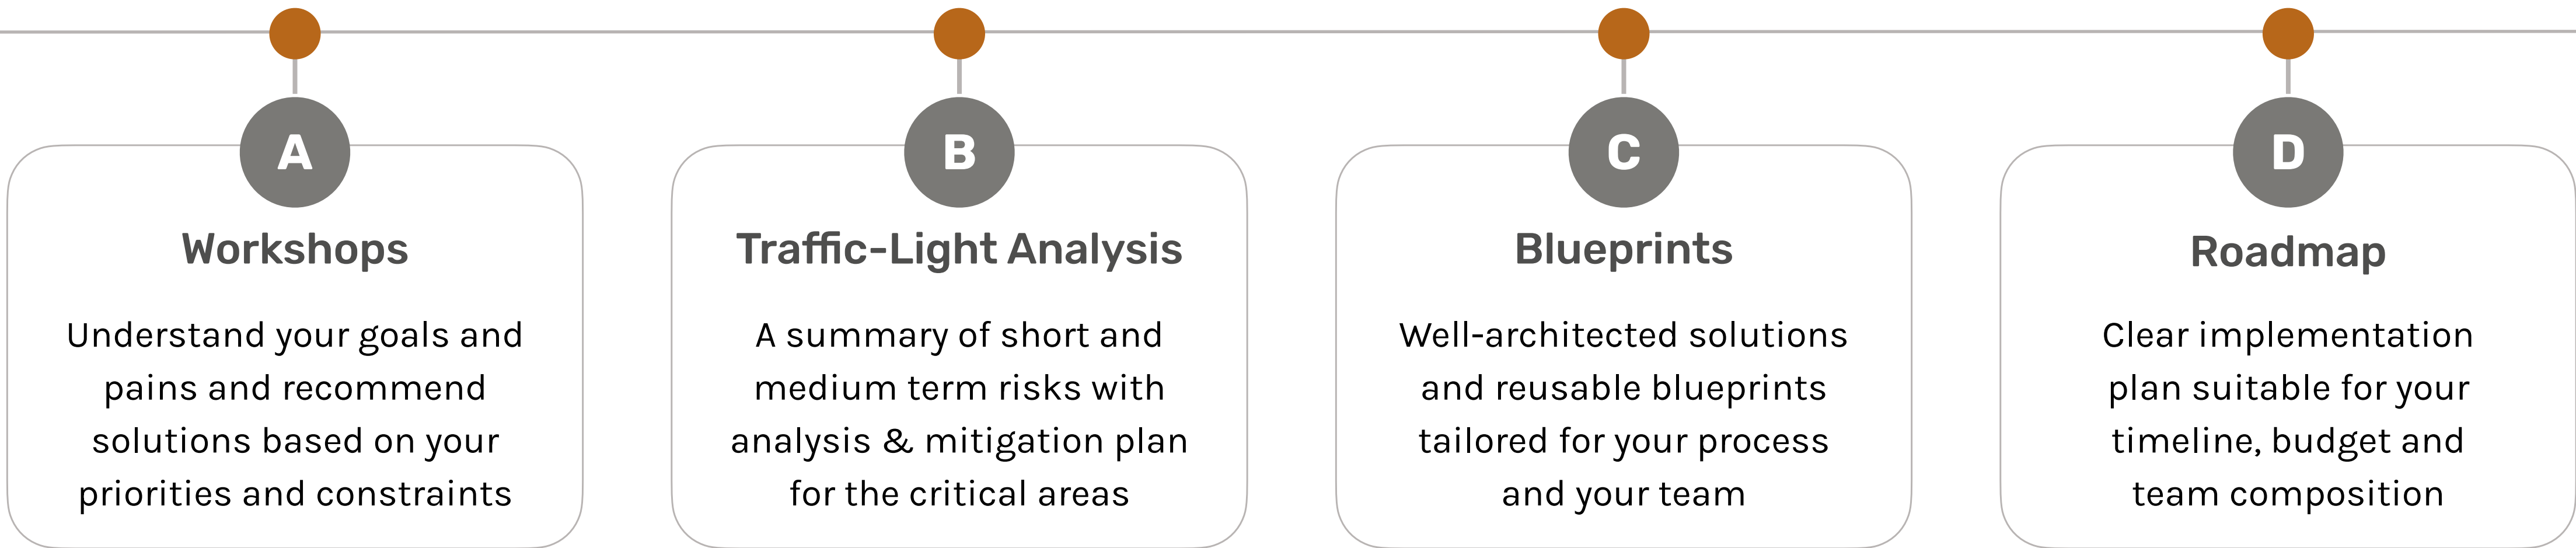 A
Workshops
Understand your goals and
pains and recommend
solutions based on your
priorities and constraints
B
Traffic-Light Analysis
A summary of short and
medium term risks with
analysis & mitigation plan
for the critical areas
C
Blueprints
Well-architected solutions
and reusable blueprints
tailored for your process
and your team
D
Roadmap
Clear implementation
plan suitable for your
timeline, budget and
team composition